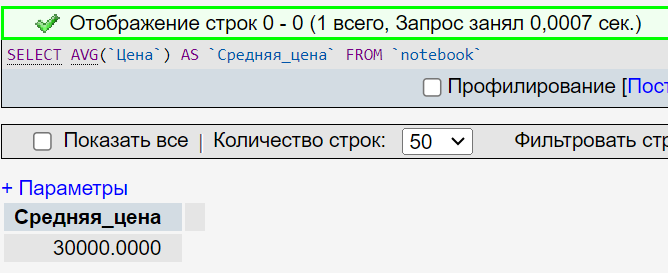 Отображение строк 0 - 0 (1 всего, Запрос занял 0,0007 сек.)
SELECT AVG(`Цена`) AS `Средняя_цена` FROM `notebook`
Профилирование [Пост
Показать все | Количество строк: 50 Фильтровать стр
+ Параметры
Средняя_цена
30000.0000